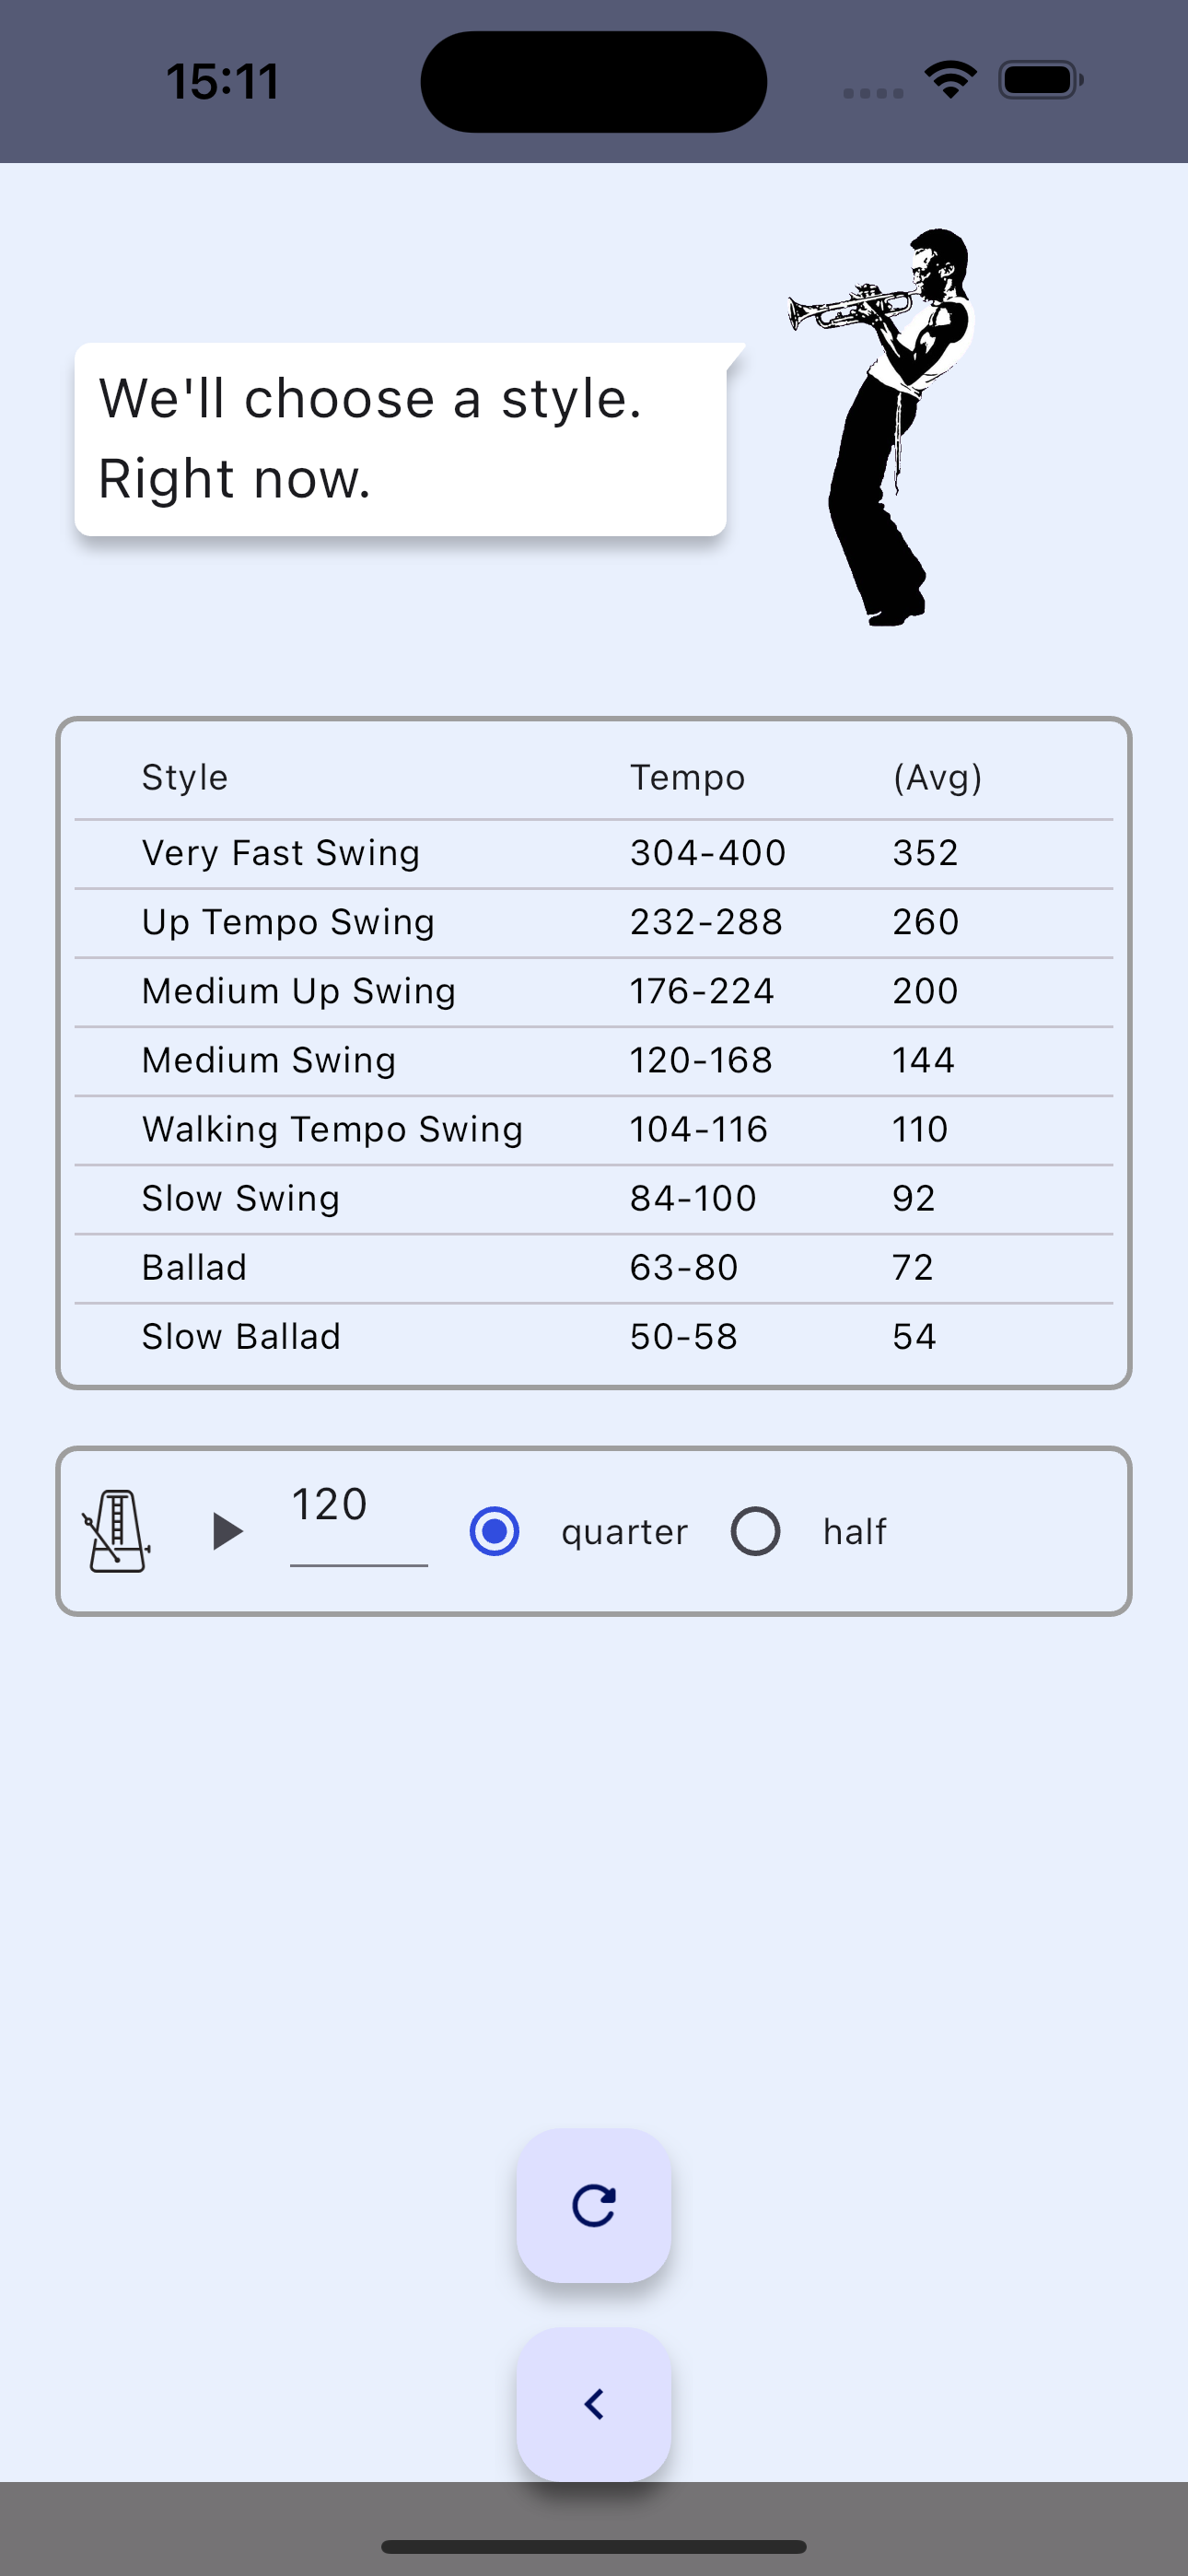 15:11
We'll choose a style.
Right now.
Style Tempo (Avg)
Very Fast Swing 304-400 352
Up Tempo Swing 232-288 260
Medium Up Swing 176-224 200
Medium Swing 120-168 144
Walking Tempo Swing 104-116 110
Slow Swing 84-100 92
Ballad 63-80 72
Slow Ballad 50-58 54
120 quarter half